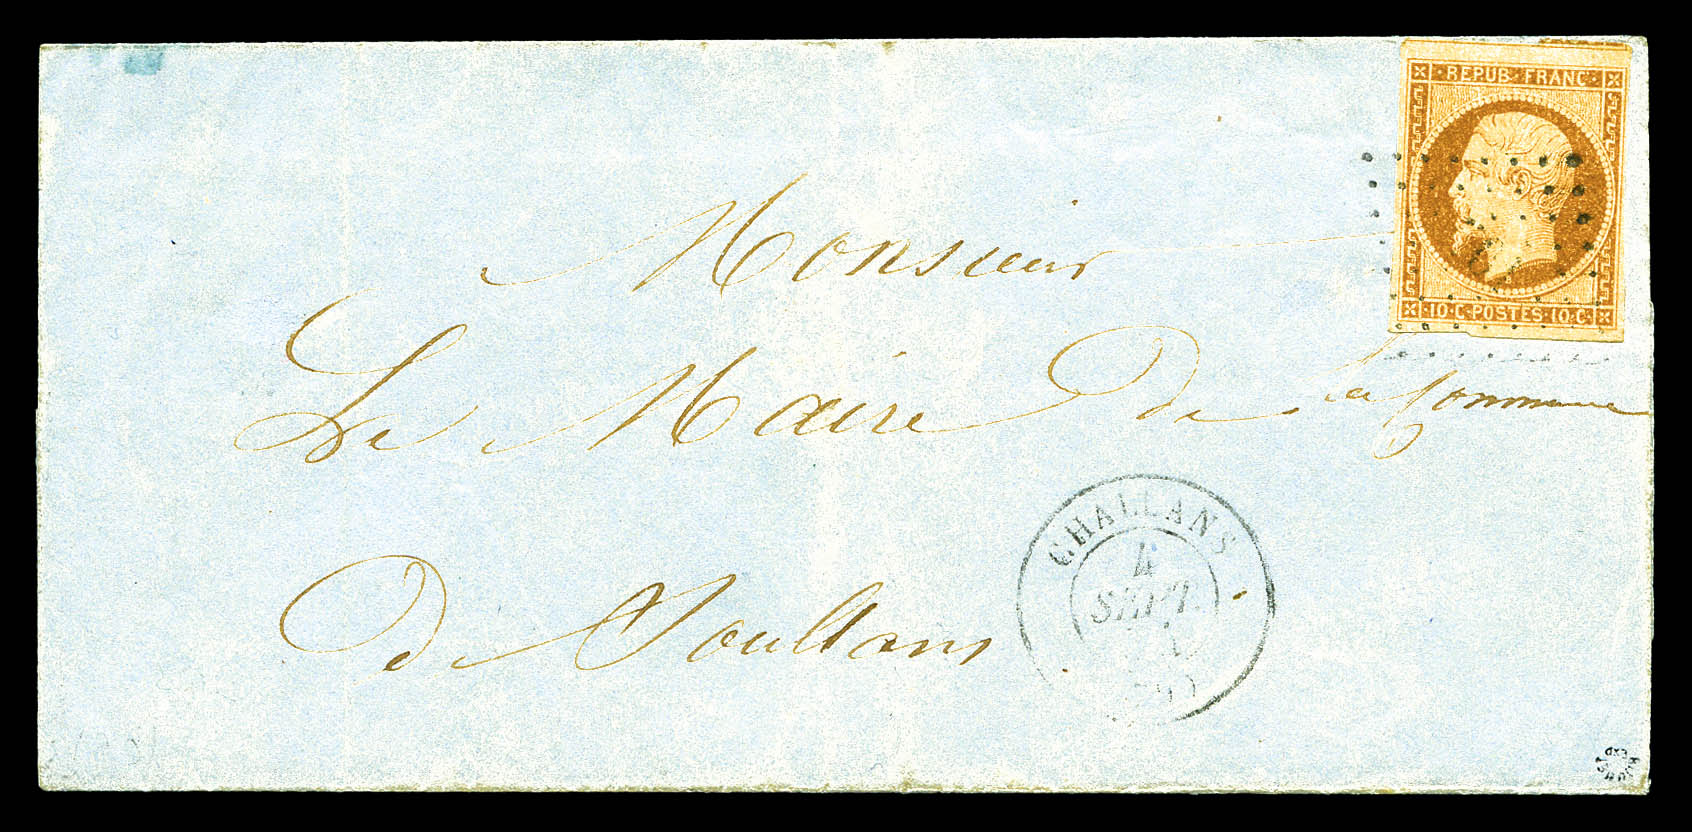 REPUB FRANC
10·C·POSTES·10·C·
Monsieur
Le Maire De la Commune
de Soullans
CHALLANS
4
SEPT.